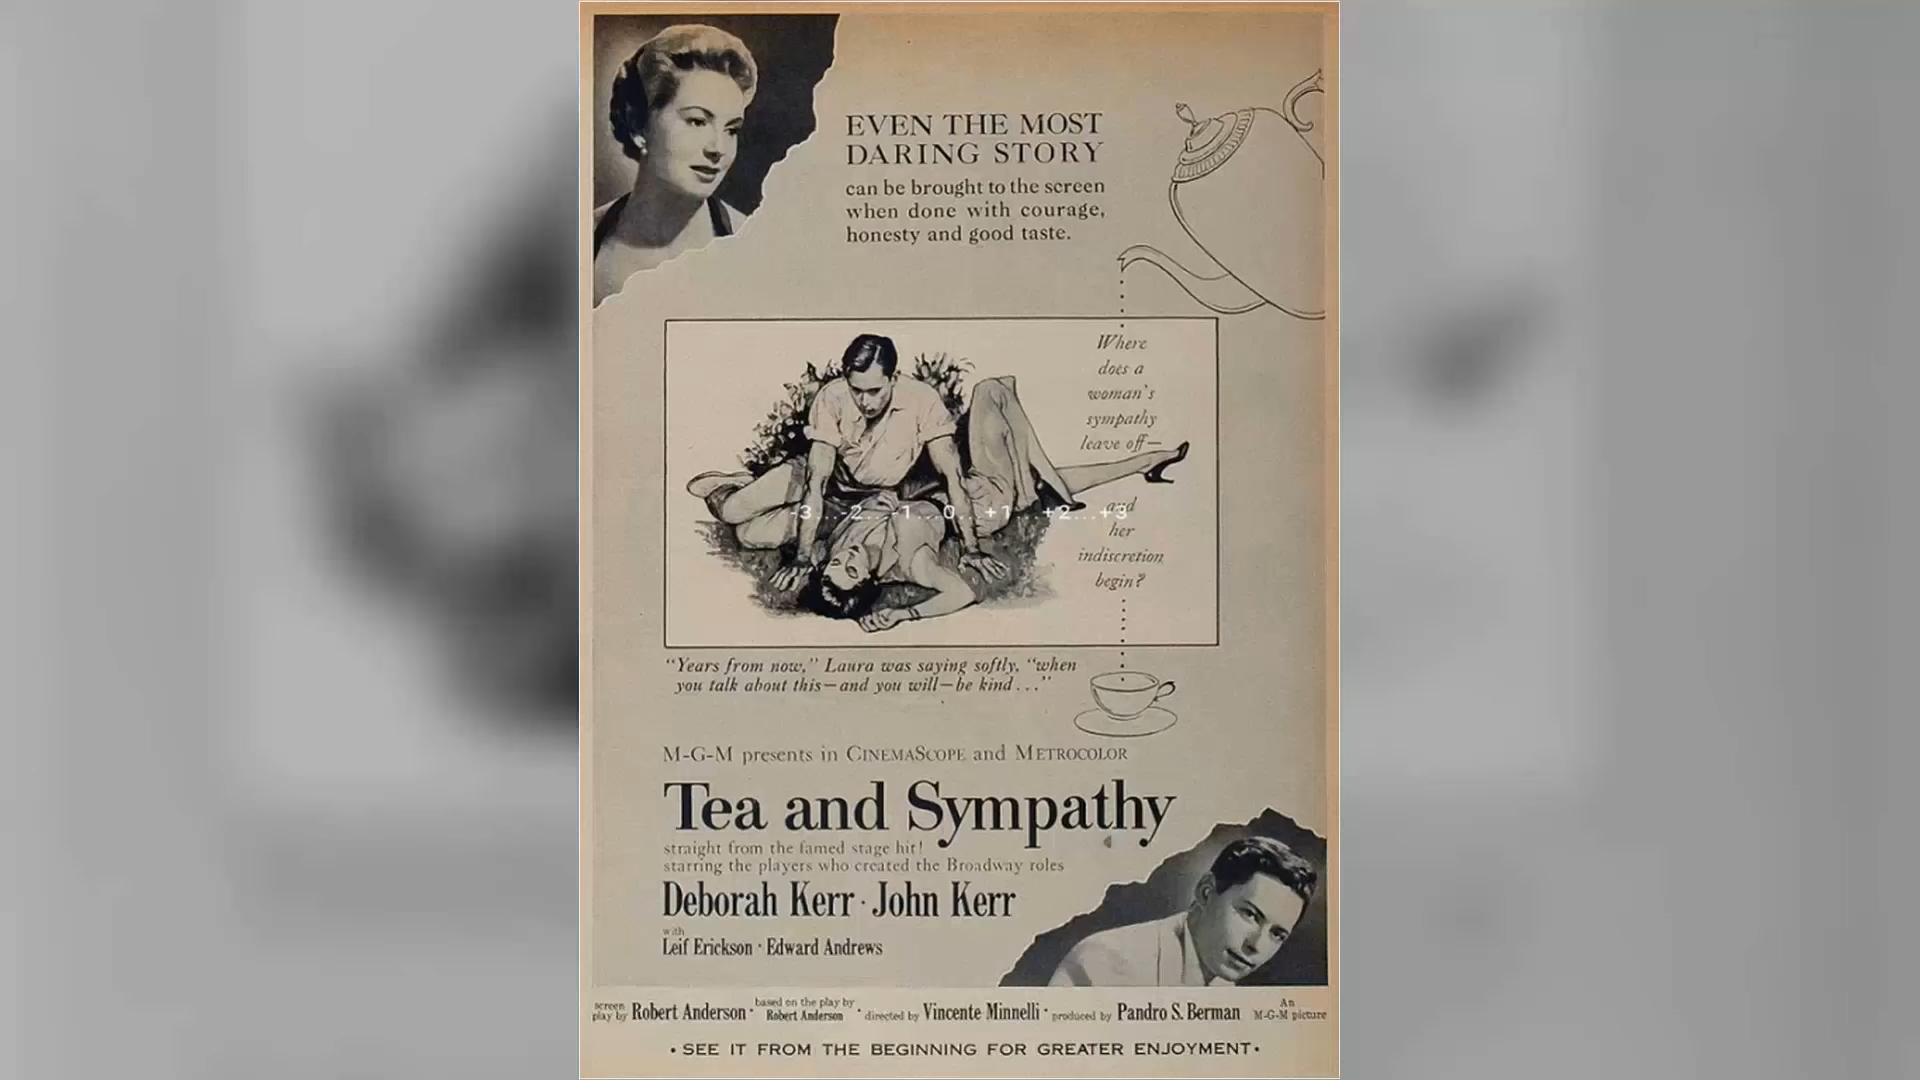 EVEN THE MOST
DARING STORY
can be brought to the screen
when done with courage,
honesty and good taste.
Where
does a
woman's
sympathy
leave off—
and
her
indiscretion
begin?
-3...-2...-1...0...+1...+2...+3
"Years from now," Laura was saying softly, "when
you talk about this—and you will—be kind..."
M-G-M presents in CINEMASCOPE and METROCOLOR
Tea and Sympathy
straight from the famed stage hit!
starring the players who created the Broadway roles
Deborah Kerr · John Kerr
with
Leif Erickson · Edward Andrews
screen play by Robert Anderson · based on the play by Robert Anderson · directed by Vincente Minnelli · produced by Pandro S. Berman An M-G-M picture
• SEE IT FROM THE BEGINNING FOR GREATER ENJOYMENT •